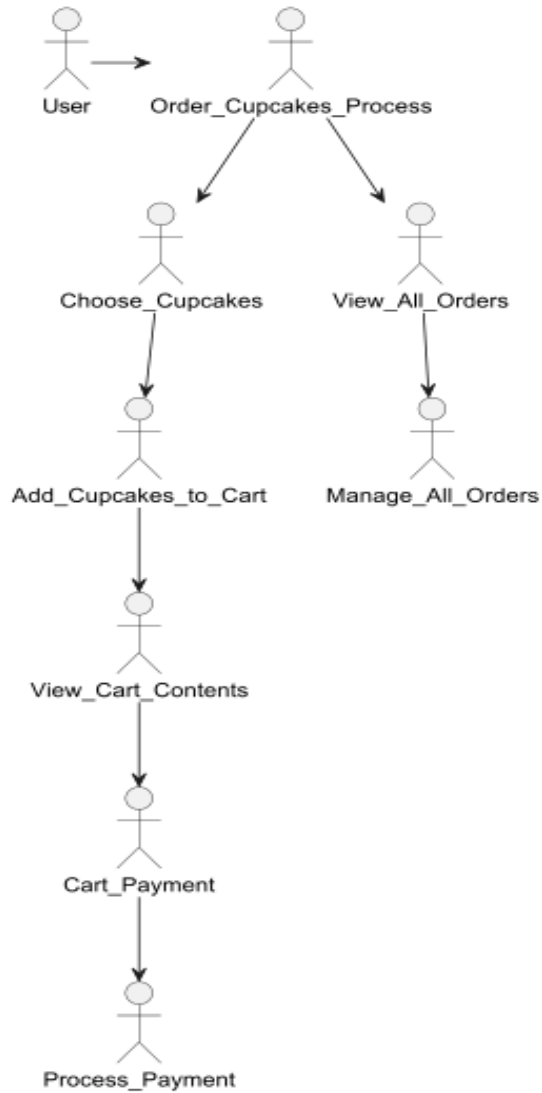 User
Order_Cupcakes_Process
Choose_Cupcakes
View_All_Orders
Add_Cupcakes_to_Cart
Manage_All_Orders
View_Cart_Contents
Cart_Payment
Process_Payment